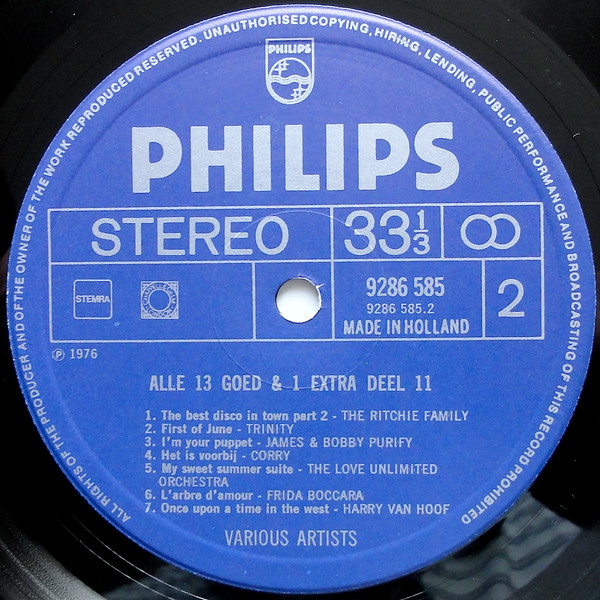 ALL RIGHTS OF THE PRODUCER AND OF THE OWNER OF THE WORK REPRODUCED RESERVED. UNAUTHORISED COPYING, HIRING, LENDING, PUBLIC PERFORMANCE AND BROADCASTING OF THIS RECORD PROHIBITED
PHILIPS
PHILIPS
STEREO
33 1/3
STEMRA
9286 585
9286 585.2
MADE IN HOLLAND
2
℗ 1976
ALLE 13 GOED & 1 EXTRA DEEL 11
1. The best disco in town part 2 - THE RITCHIE FAMILY
2. First of June - TRINITY
3. I'm your puppet - JAMES & BOBBY PURIFY
4. Het is voorbij - CORRY
5. My sweet summer suite - THE LOVE UNLIMITED
ORCHESTRA
6. L'arbre d'amour - FRIDA BOCCARA
7. Once upon a time in the west - HARRY VAN HOOF
VARIOUS ARTISTS